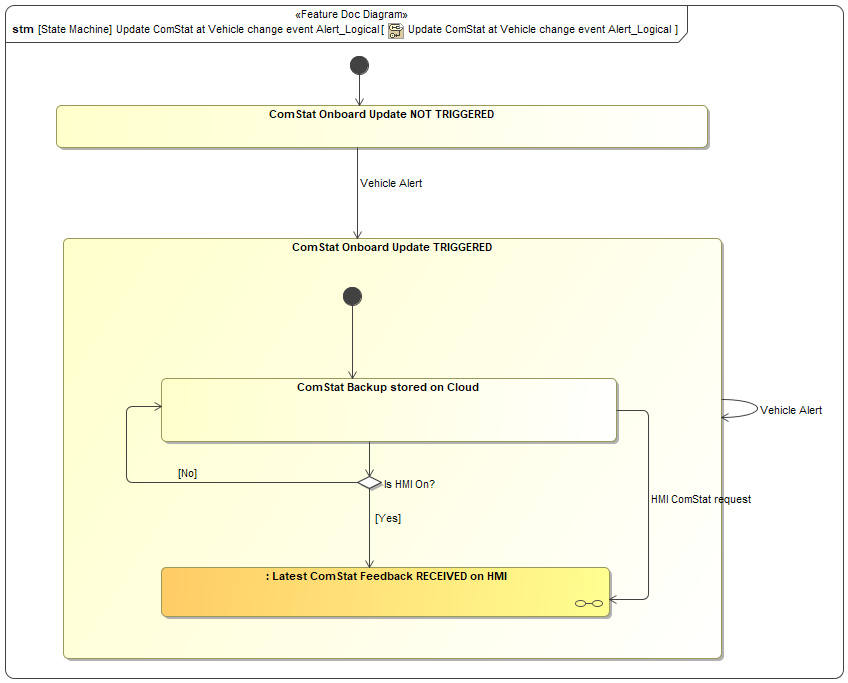 «Feature Doc Diagram»
stm [State Machine] Update ComStat at Vehicle change event Alert_Logical[ Update ComStat at Vehicle change event Alert_Logical ]
ComStat Onboard Update NOT TRIGGERED
Vehicle Alert
ComStat Onboard Update TRIGGERED
ComStat Backup stored on Cloud
Vehicle Alert
[No]
Is HMI On?
HMI ComStat request
[Yes]
: Latest ComStat Feedback RECEIVED on HMI